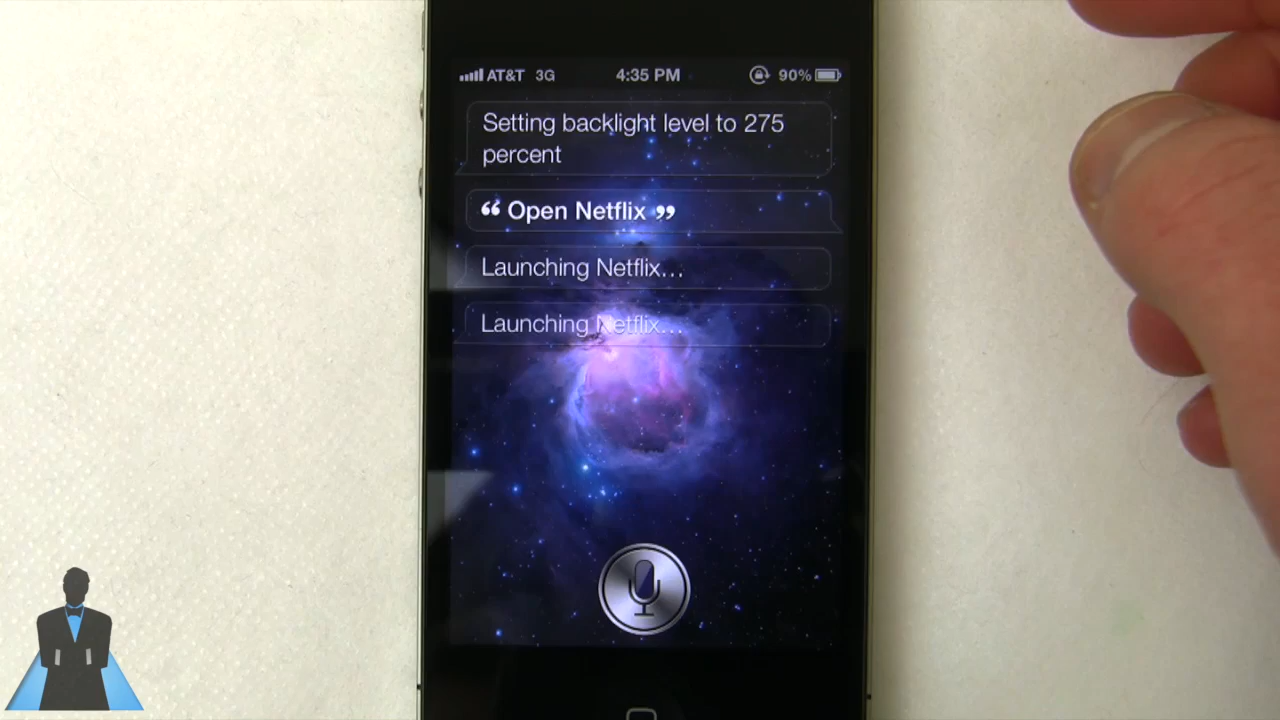 AT&T 3G 4:35 PM 90%
Setting backlight level to 275
percent
“ Open Netflix ”
Launching Netflix...
Launching Netflix...